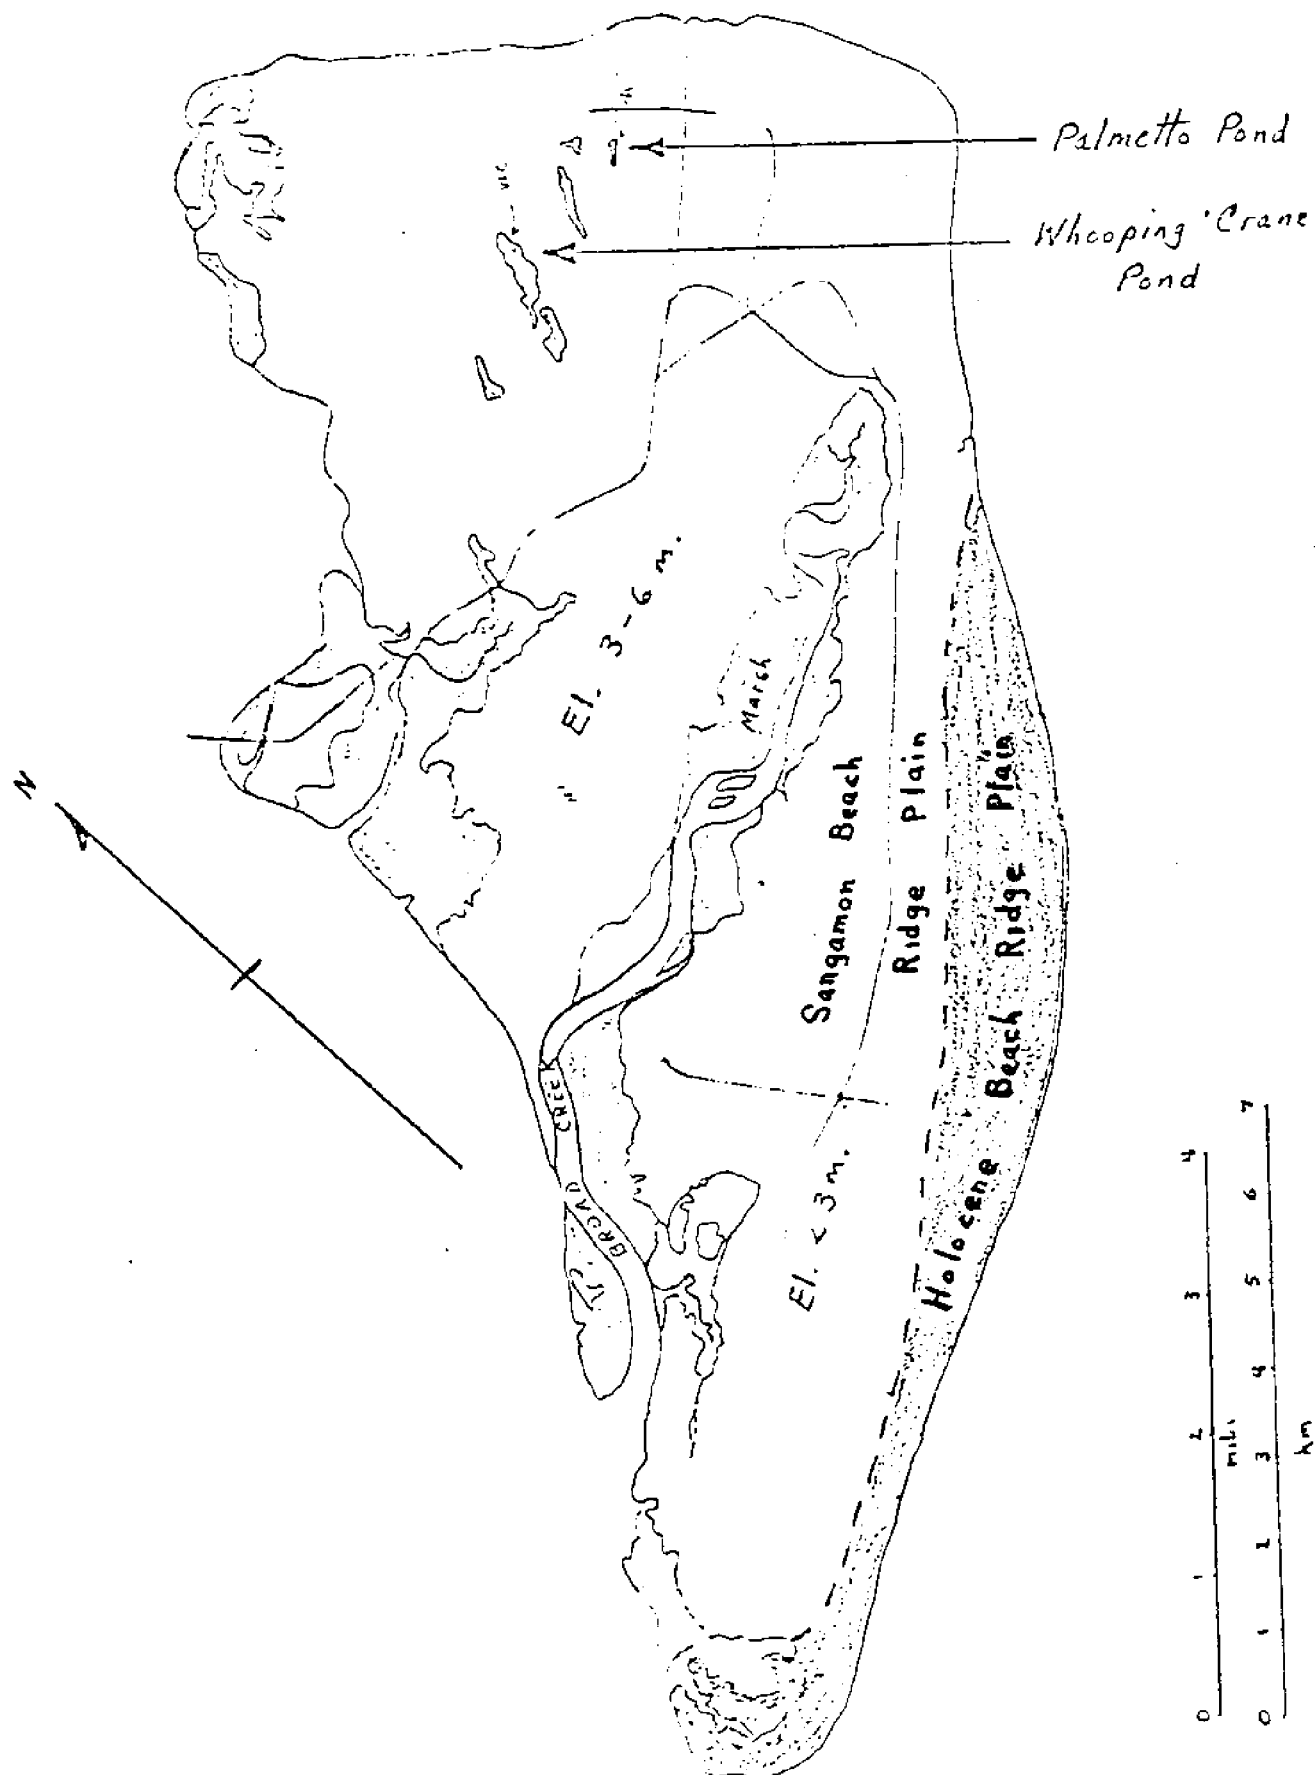 Palmetto Pond
Whooping Crane
Pond
N
El. 3-6 m.
Marsh
Sangamon Beach
Ridge Plain
Holocene Beach Ridge Plain
BROAD CREEK
El. < 3 m.
0 1 2 3 4
miles
0 1 2 3 4 5 6 7
km